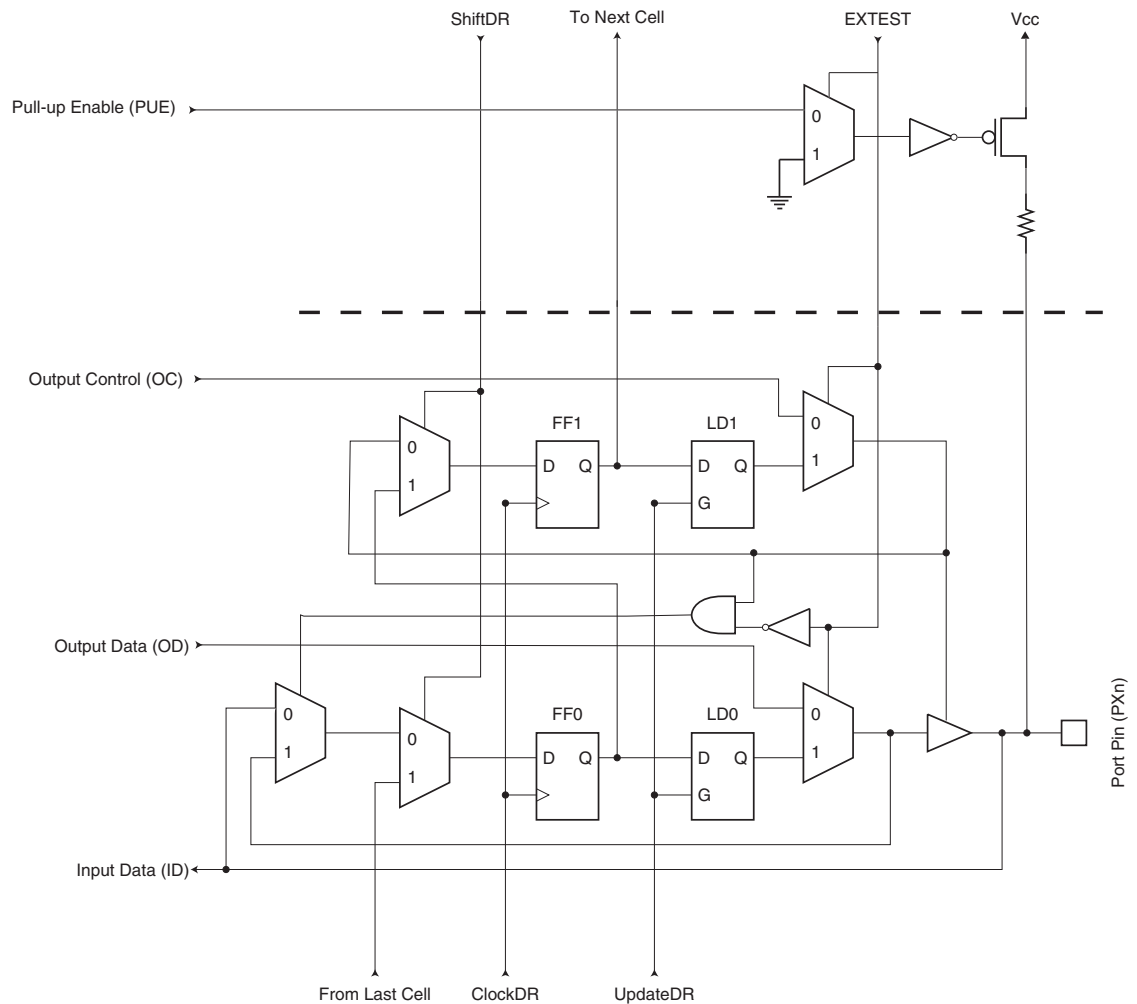 ShiftDR
To Next Cell
EXTEST
Vcc
Pull-up Enable (PUE)
0
1
Output Control (OC)
FF1
LD1
0
1
D
Q
D
Q
G
0
1
Output Data (OD)
FF0
LD0
0
1
0
1
D
Q
D
Q
G
0
1
Port Pin (PXn)
Input Data (ID)
From Last Cell
ClockDR
UpdateDR